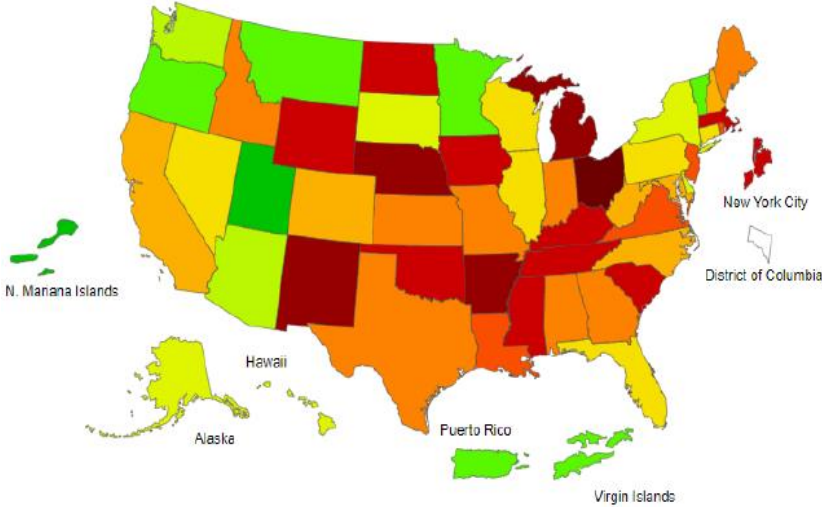 New York City
District of Columbia
N. Mariana Islands
Hawaii
Alaska
Puerto Rico
Virgin Islands